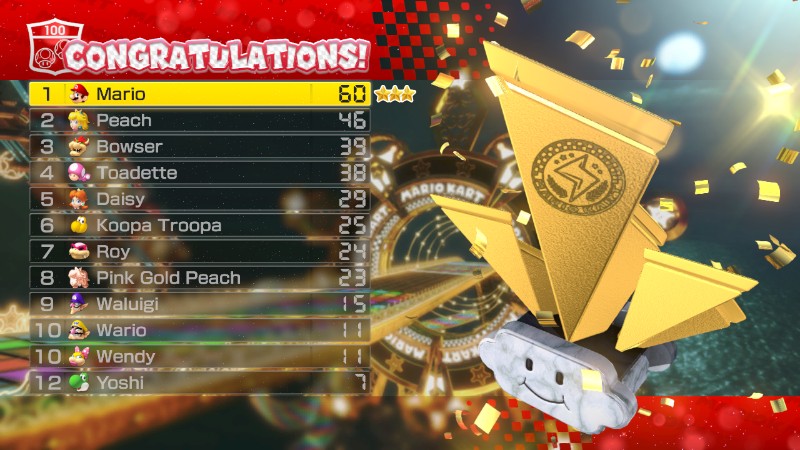 100
CONGRATULATIONS!
1 Mario 60
2 Peach 46
3 Bowser 39
4 Toadette 38
5 Daisy 29
6 Koopa Troopa 25
7 Roy 24
8 Pink Gold Peach 23
9 Waluigi 15
10 Wario 11
10 Wendy 11
12 Yoshi 7
MARIO KART